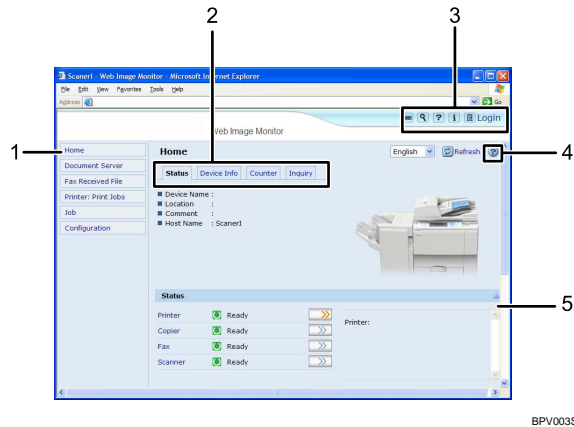 2
3
Scanerl - Web Image Monitor - Microsoft Internet Explorer
File Edit View Favorites Tools Help
Address
Go
Login
Web Image Monitor
1
Home
Document Server
Fax Received File
Printer: Print Jobs
Job
Configuration
Home
English
Refresh
4
Status Device Info Counter Inquiry
Device Name :
Location :
Comment :
Host Name : ScanerI
Status
5
Printer Ready
Copier Ready
Fax Ready
Scanner Ready
Printer:
BPV003S